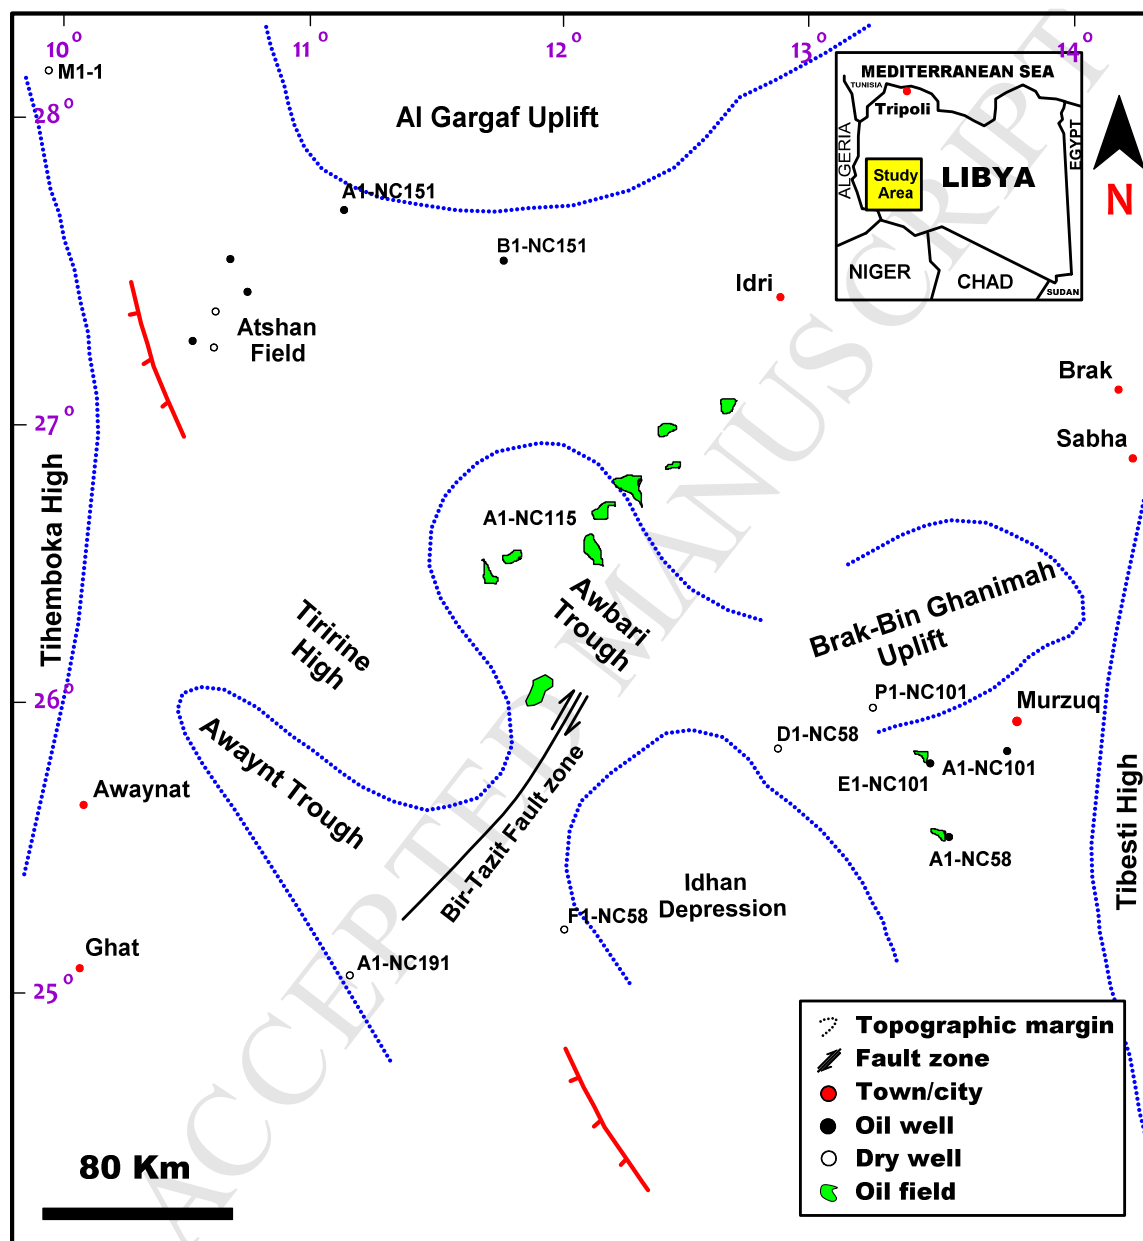 10°
11°
12°
13°
14°
M1-1
28°
Al Gargaf Uplift
MEDITERRANEAN SEA
TUNISIA
Tripoli
ALGERIA
EGYPT
LIBYA
Study
Area
NIGER
CHAD
SUDAN
N
A1-NC151
B1-NC151
Idri
Atshan
Field
Brak
27°
Sabha
Tihemboka High
A1-NC115
Awbari
Trough
Tiririne
High
Brak-Bin Ghanimah
Uplift
26°
P1-NC101
Murzuq
D1-NC58
A1-NC101
E1-NC101
Awaynt Trough
Awaynat
Bir-Tazit Fault zone
Tibesti High
A1-NC58
Idhan
Depression
F1-NC58
Ghat
A1-NC191
25°
Topographic margin
Fault zone
Town/city
Oil well
Dry well
Oil field
80 Km
ACCEPTED MANUSCRIPT